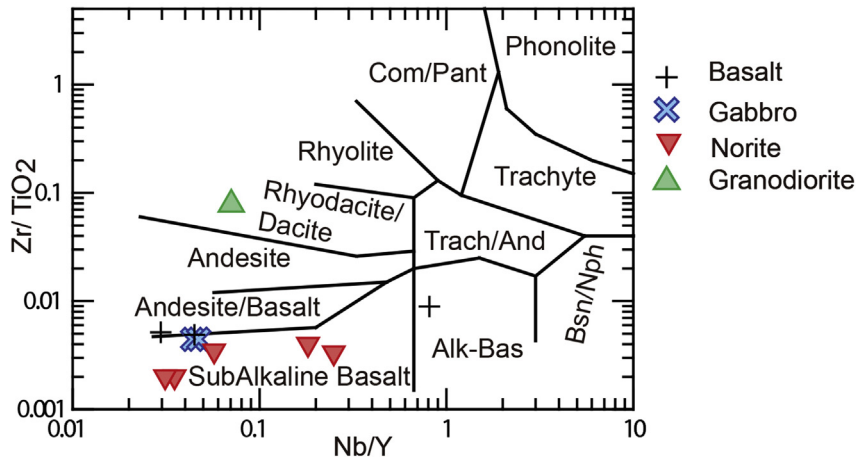 Phonolite
Com/Pant
Basalt
1
Gabbro
Rhyolite
Norite
Trachyte
Granodiorite
0.1
Rhyodacite/
Dacite
Zr/ TiO2
Trach/And
Andesite
Bsn/Nph
0.01
Andesite/Basalt
Alk-Bas
SubAlkaline Basalt
0.001
0.01
0.1
1
10
Nb/Y